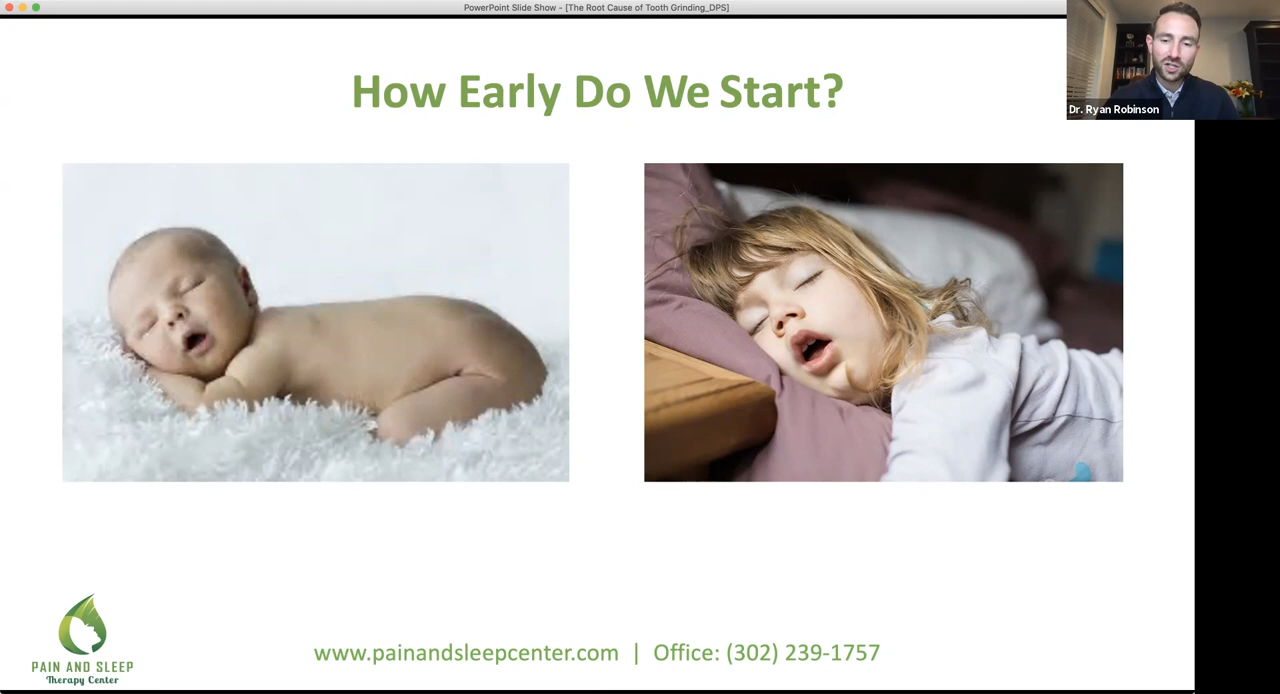 PowerPoint Slide Show - [The Root Cause of Tooth Grinding_DPS]
Dr. Ryan Robinson
How Early Do We Start?
PAIN AND SLEEP
Therapy Center
www.painandsleepcenter.com | Office: (302) 239-1757